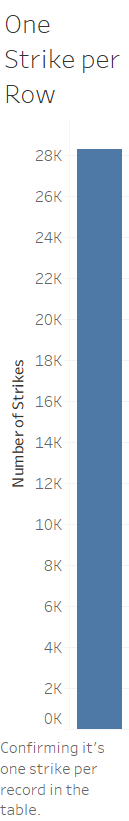 One
Strike per
Row
28K
26K
24K
22K
20K
18K
16K
14K
12K
10K
8K
6K
4K
2K
0K
Number of Strikes
Confirming it's
one strike per
record in the
table.